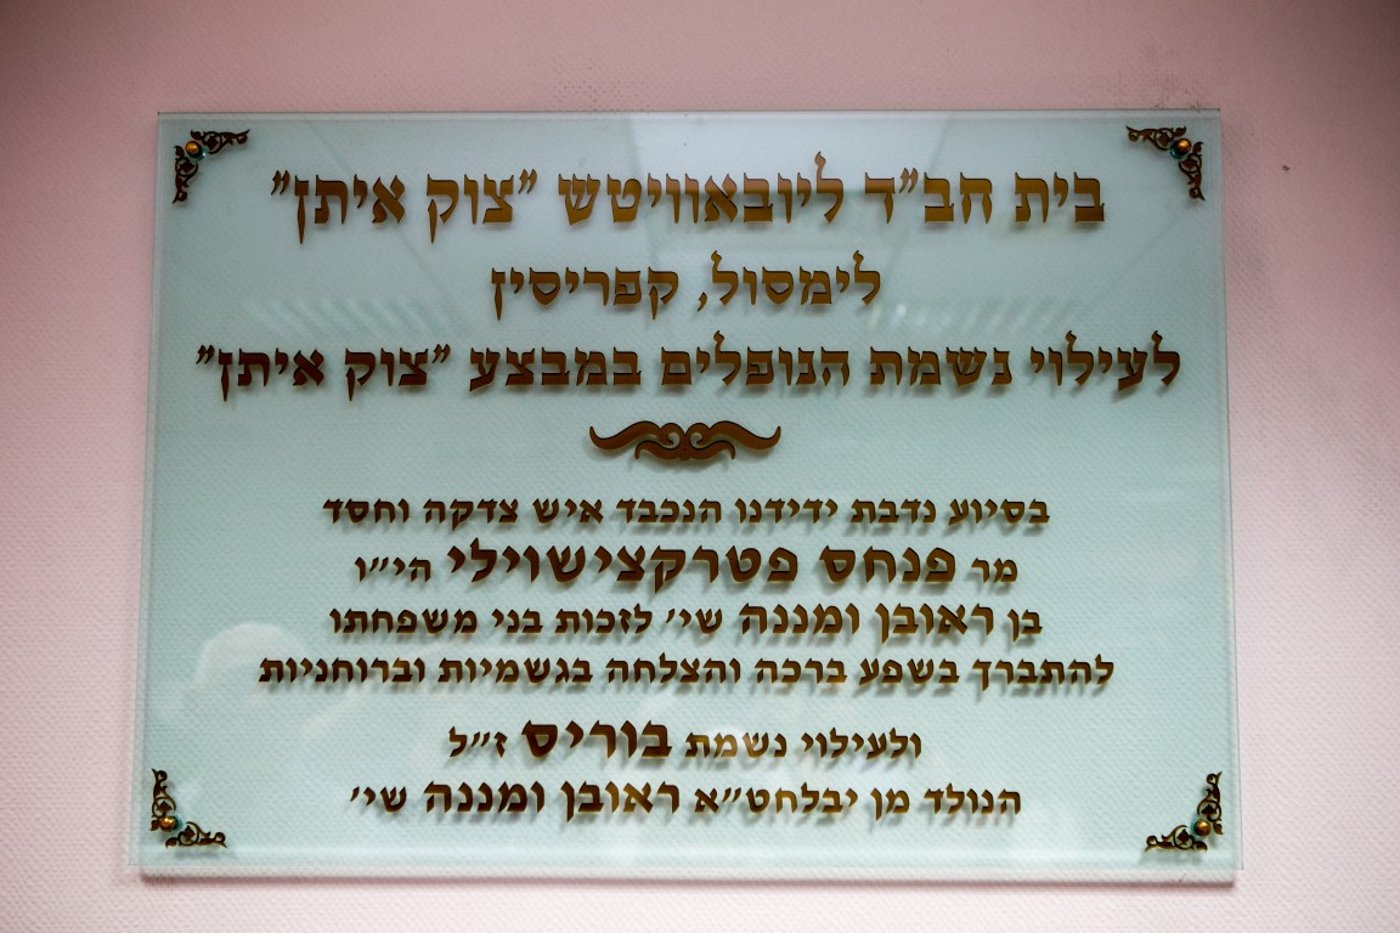 בית חב"ד ליובאוויטש "צוק איתן"
לימסול, קפריסין
לעילוי נשמת הנופלים במבצע "צוק איתן"
בסיוע נדבת ידידנו הנכבד איש צדקה וחסד
מר פנחס פטרקצישוילי הי"ו
בן ראובן ומננה שי' לזכות בני משפחתו
להתברך בשפע ברכה והצלחה בגשמיות וברוחניות
ולעילוי נשמת בוריס ז"ל
הנולד מן יבלחט"א ראובן ומננה שי'